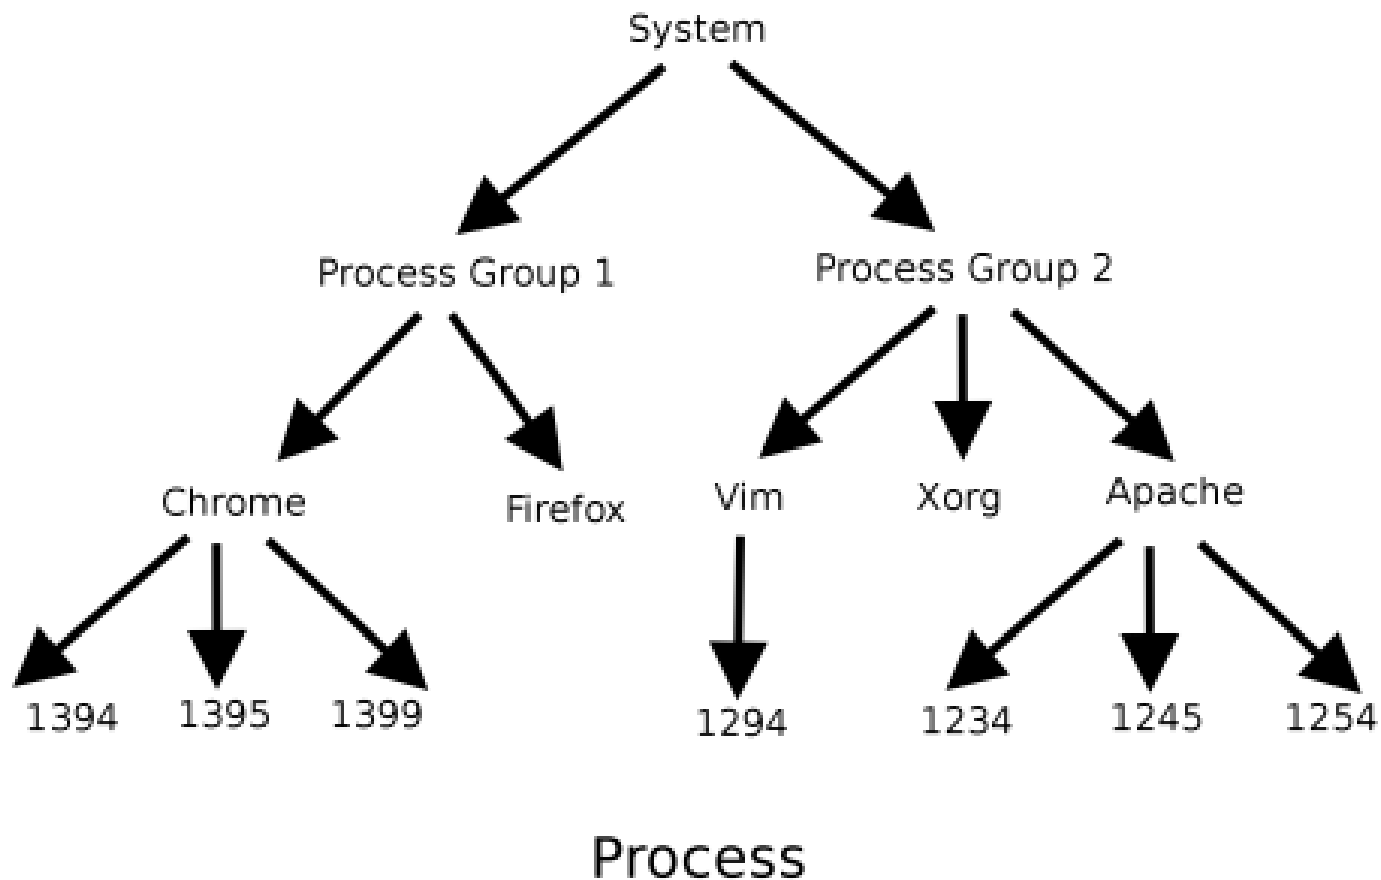 System
Process Group 1
Process Group 2
Chrome
Firefox
Vim
Xorg
Apache
1394
1395
1399
1294
1234
1245
1254
Process